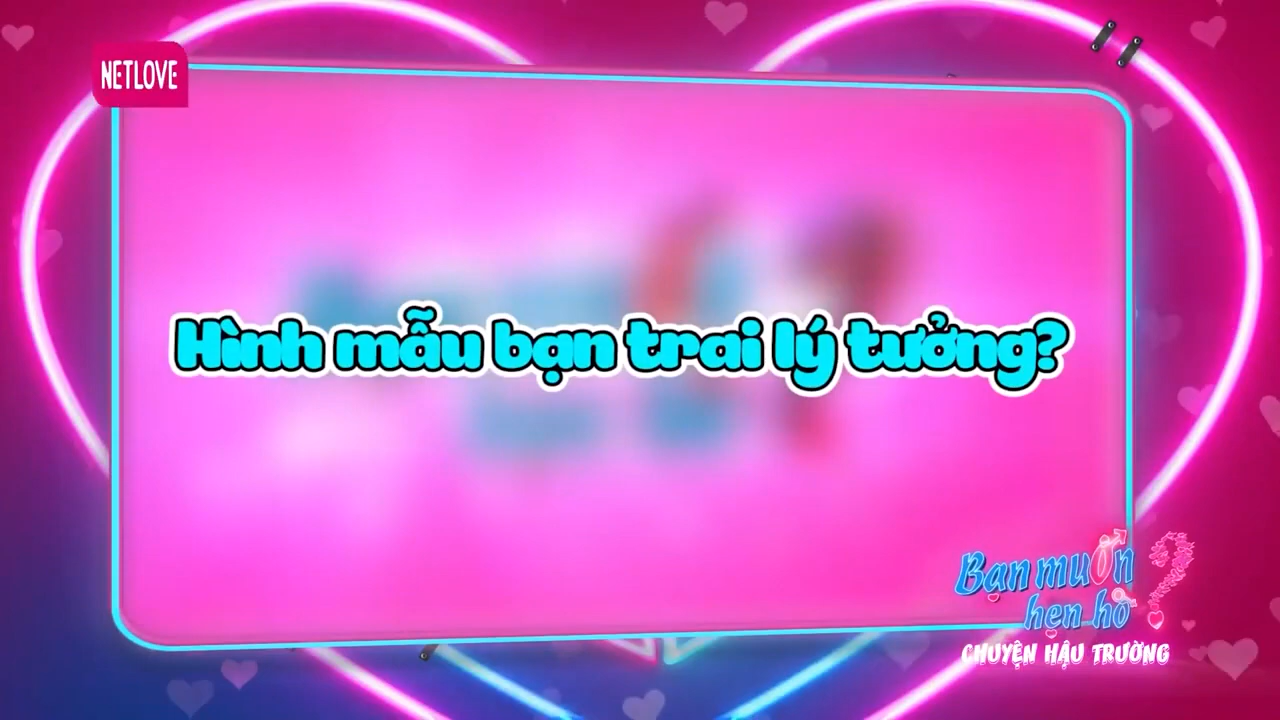 NETLOVE
Hình mẫu bạn trai lý tưởng?
Bạn muốn
hẹn hò?
CHUYỆN HẬU TRƯỜNG